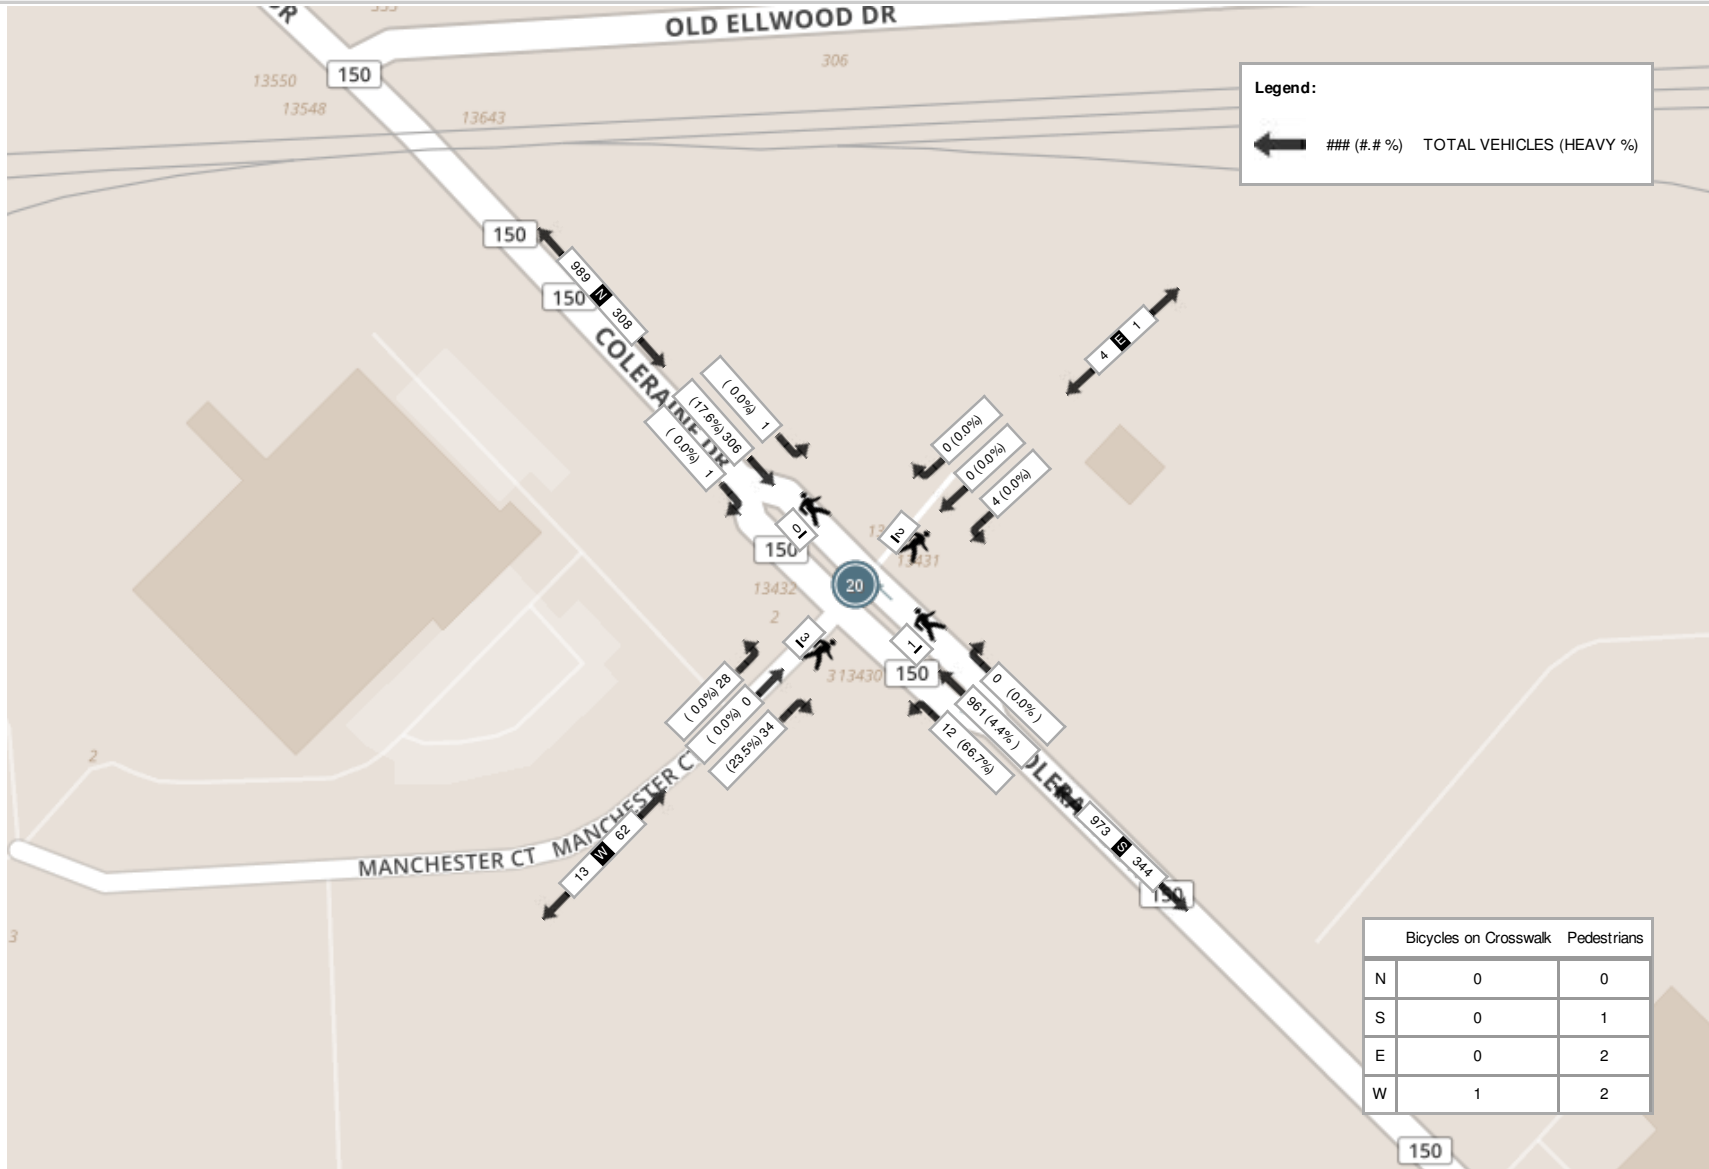 OLD ELLWOOD DR
306
150
13550
13548
13643
Legend:
### (#.# %) TOTAL VEHICLES (HEAVY %)
150
150
989 N 308
COLERAINE DR
4 E 1
( 0.0%) 1
(17.6%) 306
( 0.0%) 1
0 (0.0%)
0 (0.0%)
4 (0.0%)
0
2
150
20
13431
13432
2
3
1
313430
150
( 0.0%) 28
( 0.0%) 0
(23.5%) 34
0 (0.0% )
961 (4.4% )
12 (66.7%)
2
MANCHESTER CT MANCHESTER CT
13 W 62
973 S 344
150
3
Bicycles on Crosswalk Pedestrians
N 0 0
S 0 1
E 0 2
W 1 2
150